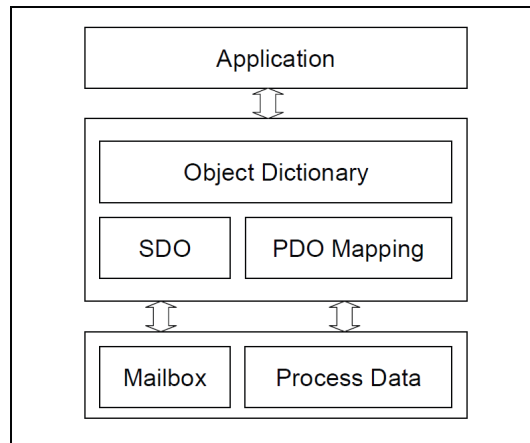 Application
Object Dictionary
SDO
PDO Mapping
Mailbox
Process Data